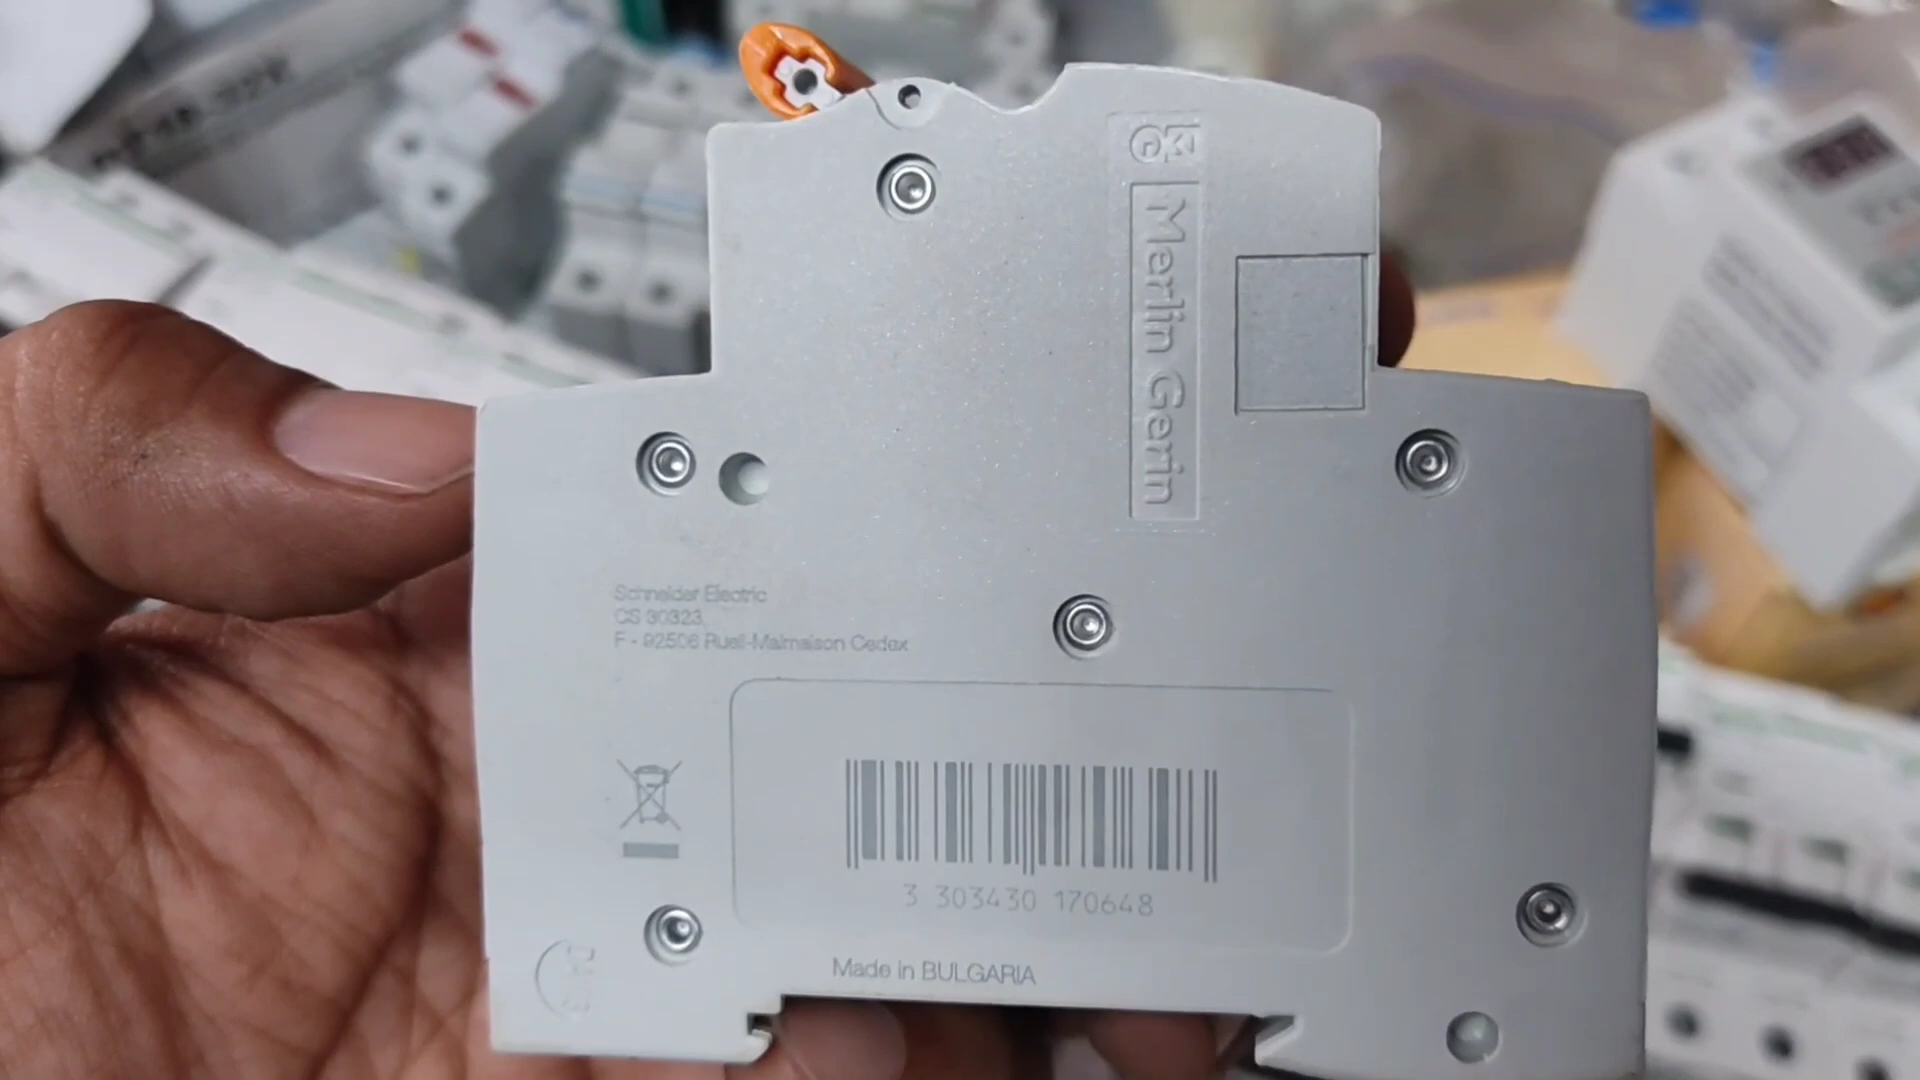 Merlin Gerin
Schneider Electric
CS 30323
F - 92506 Rueil-Malmaison Cedex
3 303430 170648
Made in BULGARIA